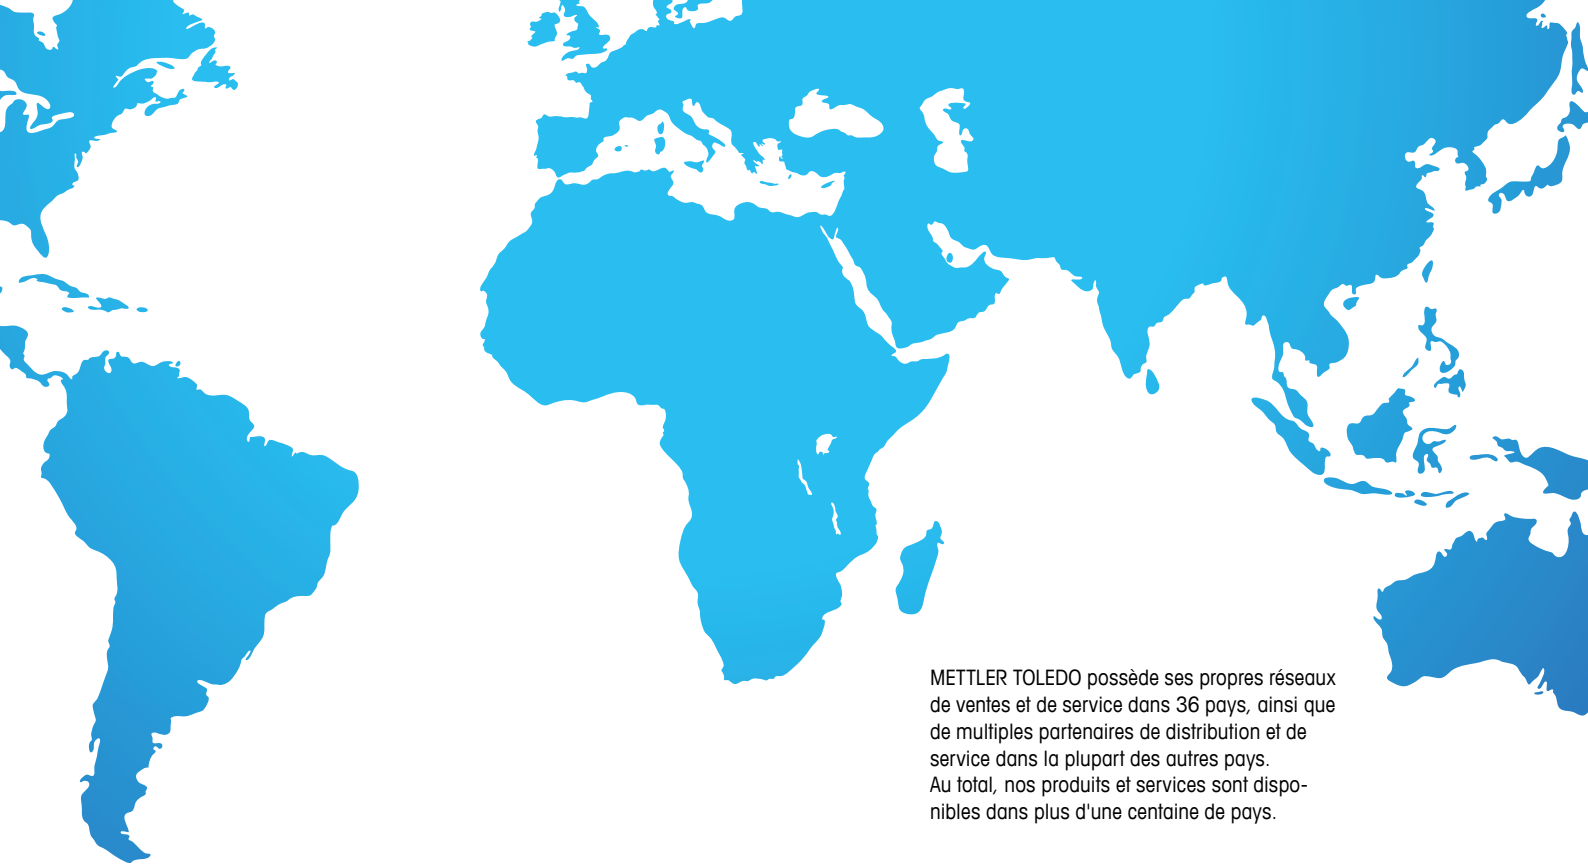 METTLER TOLEDO possède ses propres réseaux
de ventes et de service dans 36 pays, ainsi que
de multiples partenaires de distribution et de
service dans la plupart des autres pays.
Au total, nos produits et services sont dispo-
nibles dans plus d'une centaine de pays.